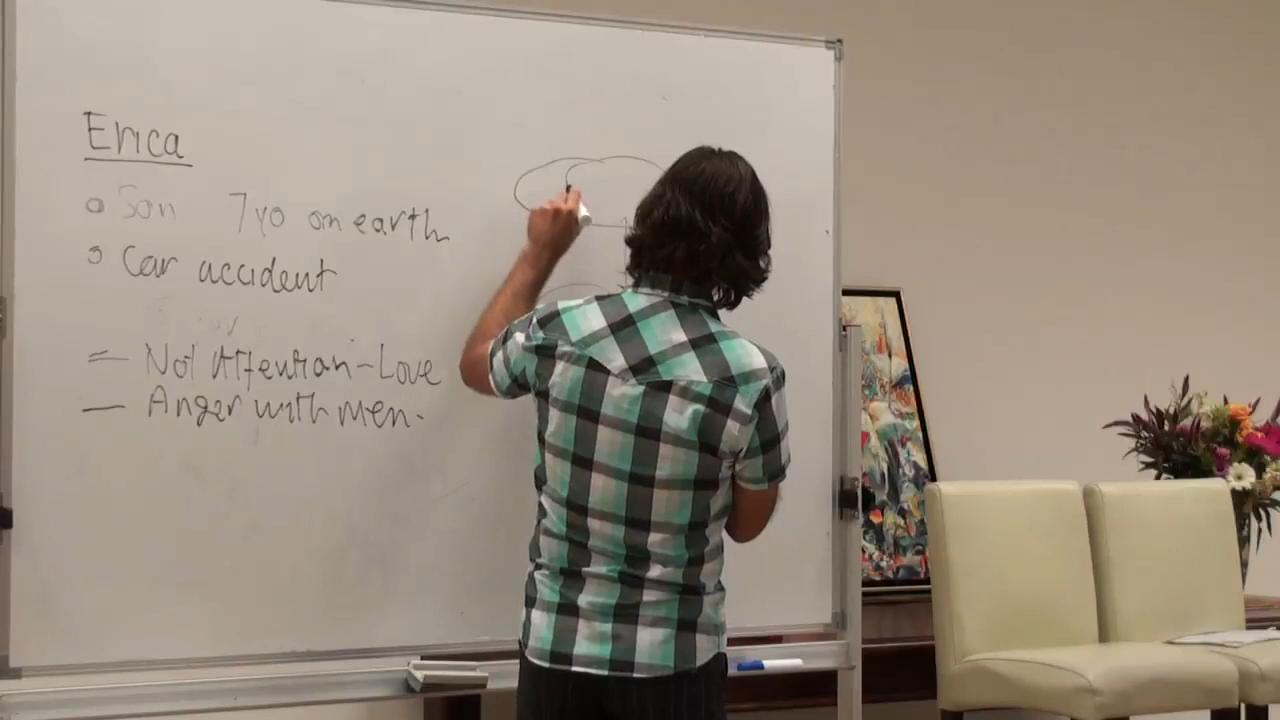 Erica
Son 7yo on earth
Car accident
= Not Attention-Love
— Anger with men.